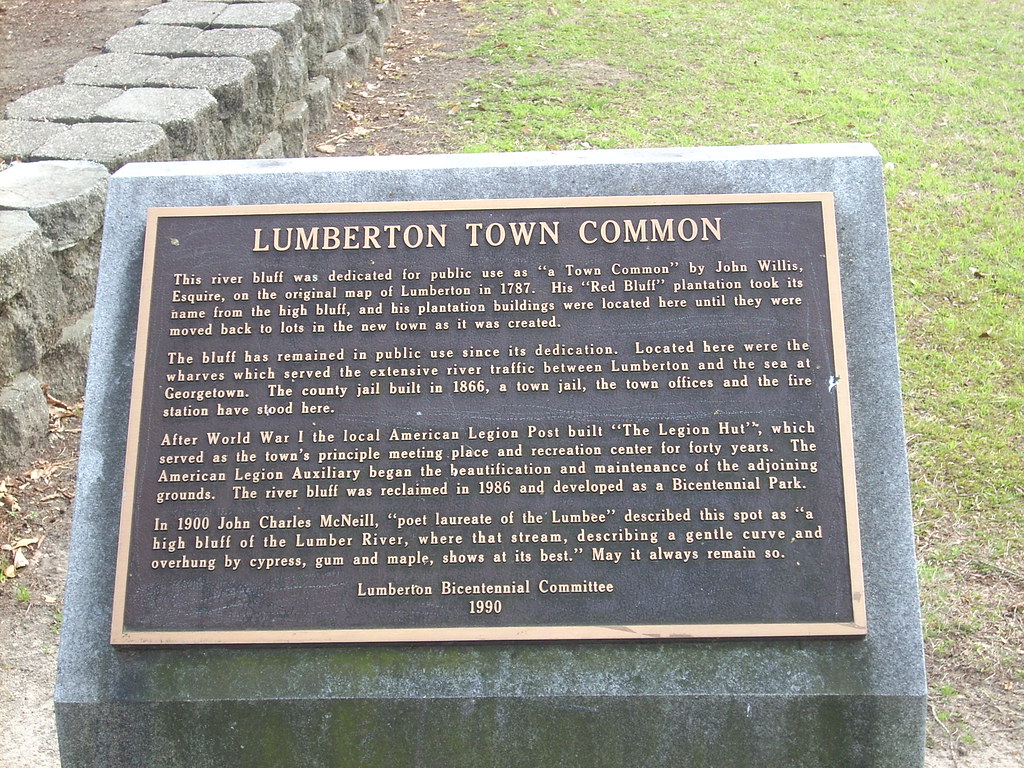 LUMBERTON TOWN COMMON
This river bluff was dedicated for public use as "a Town Common" by John Willis,
Esquire, on the original map of Lumberton in 1787. His "Red Bluff" plantation took its
name from the high bluff, and his plantation buildings were located here until they were
moved back to lots in the new town as it was created.
The bluff has remained in public use since its dedication. Located here were the
wharves which served the extensive river traffic between Lumberton and the sea at
Georgetown. The county jail built in 1866, a town jail, the town offices and the fire
station have stood here.
After World War I the local American Legion Post built "The Legion Hut", which
served as the town's principle meeting place and recreation center for forty years. The
American Legion Auxiliary began the beautification and maintenance of the adjoining
grounds. The river bluff was reclaimed in 1986 and developed as a Bicentennial Park.
In 1900 John Charles McNeill, "poet laureate of the Lumbee" described this spot as "a
high bluff of the Lumber River, where that stream, describing a gentle curve and
overhung by cypress, gum and maple, shows at its best." May it always remain so.
Lumberton Bicentennial Committee
1990